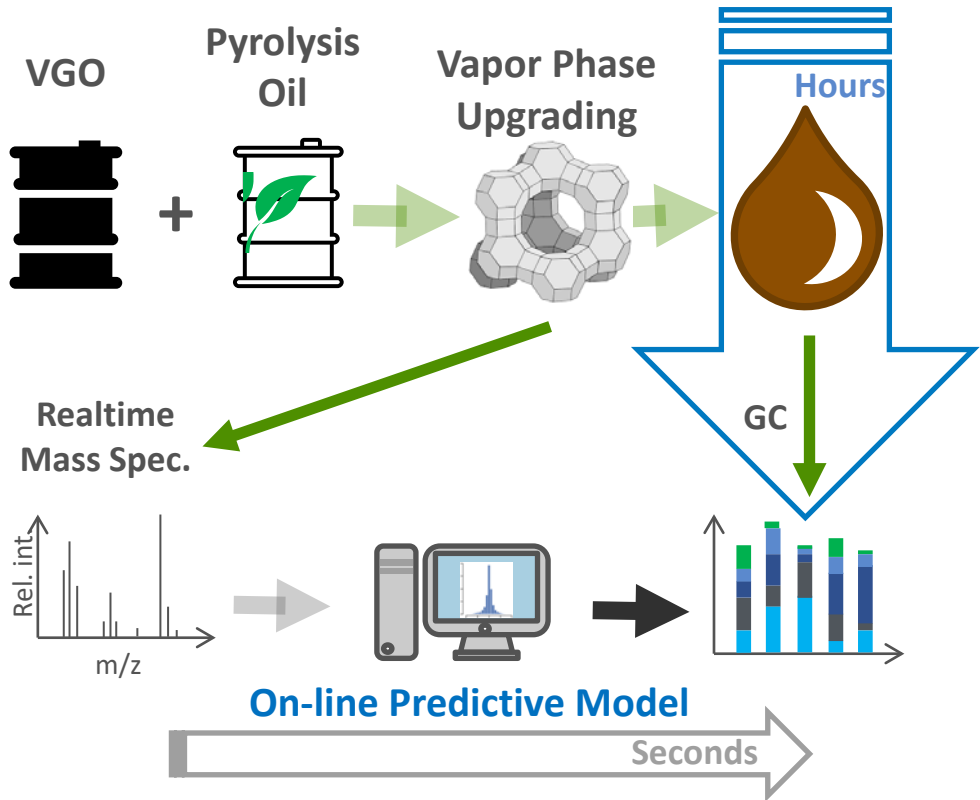 VGO
+
Pyrolysis
Oil
Vapor Phase
Upgrading
Hours
GC
Realtime
Mass Spec.
Rel. int.
m/z
On-line Predictive Model
Seconds